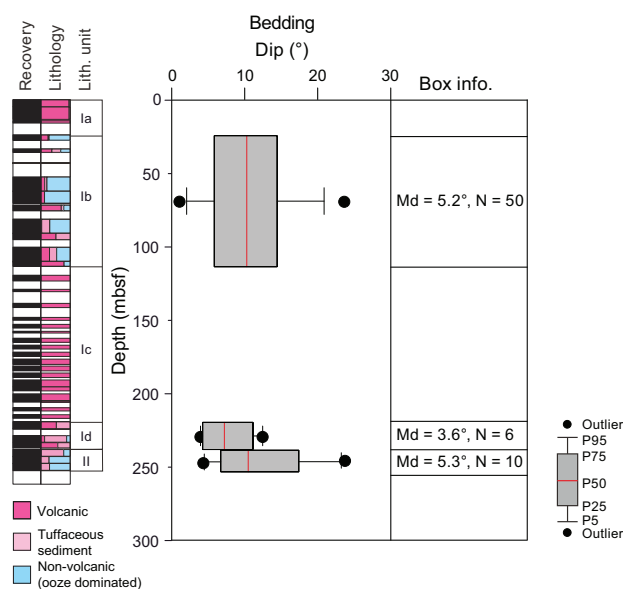 Recovery
Lithology
Lith. unit
Bedding
Dip (°)
0 10 20 30
Box info.
Depth (mbsf)
0
50
100
150
200
250
300
Ia
Ib
Ic
Id
II
Md = 5.2°, N = 50
Md = 3.6°, N = 6
Md = 5.3°, N = 10
Outlier
P95
P75
P50
P25
P5
Outlier
Volcanic
Tuffaceous
sediment
Non-volcanic
(ooze dominated)